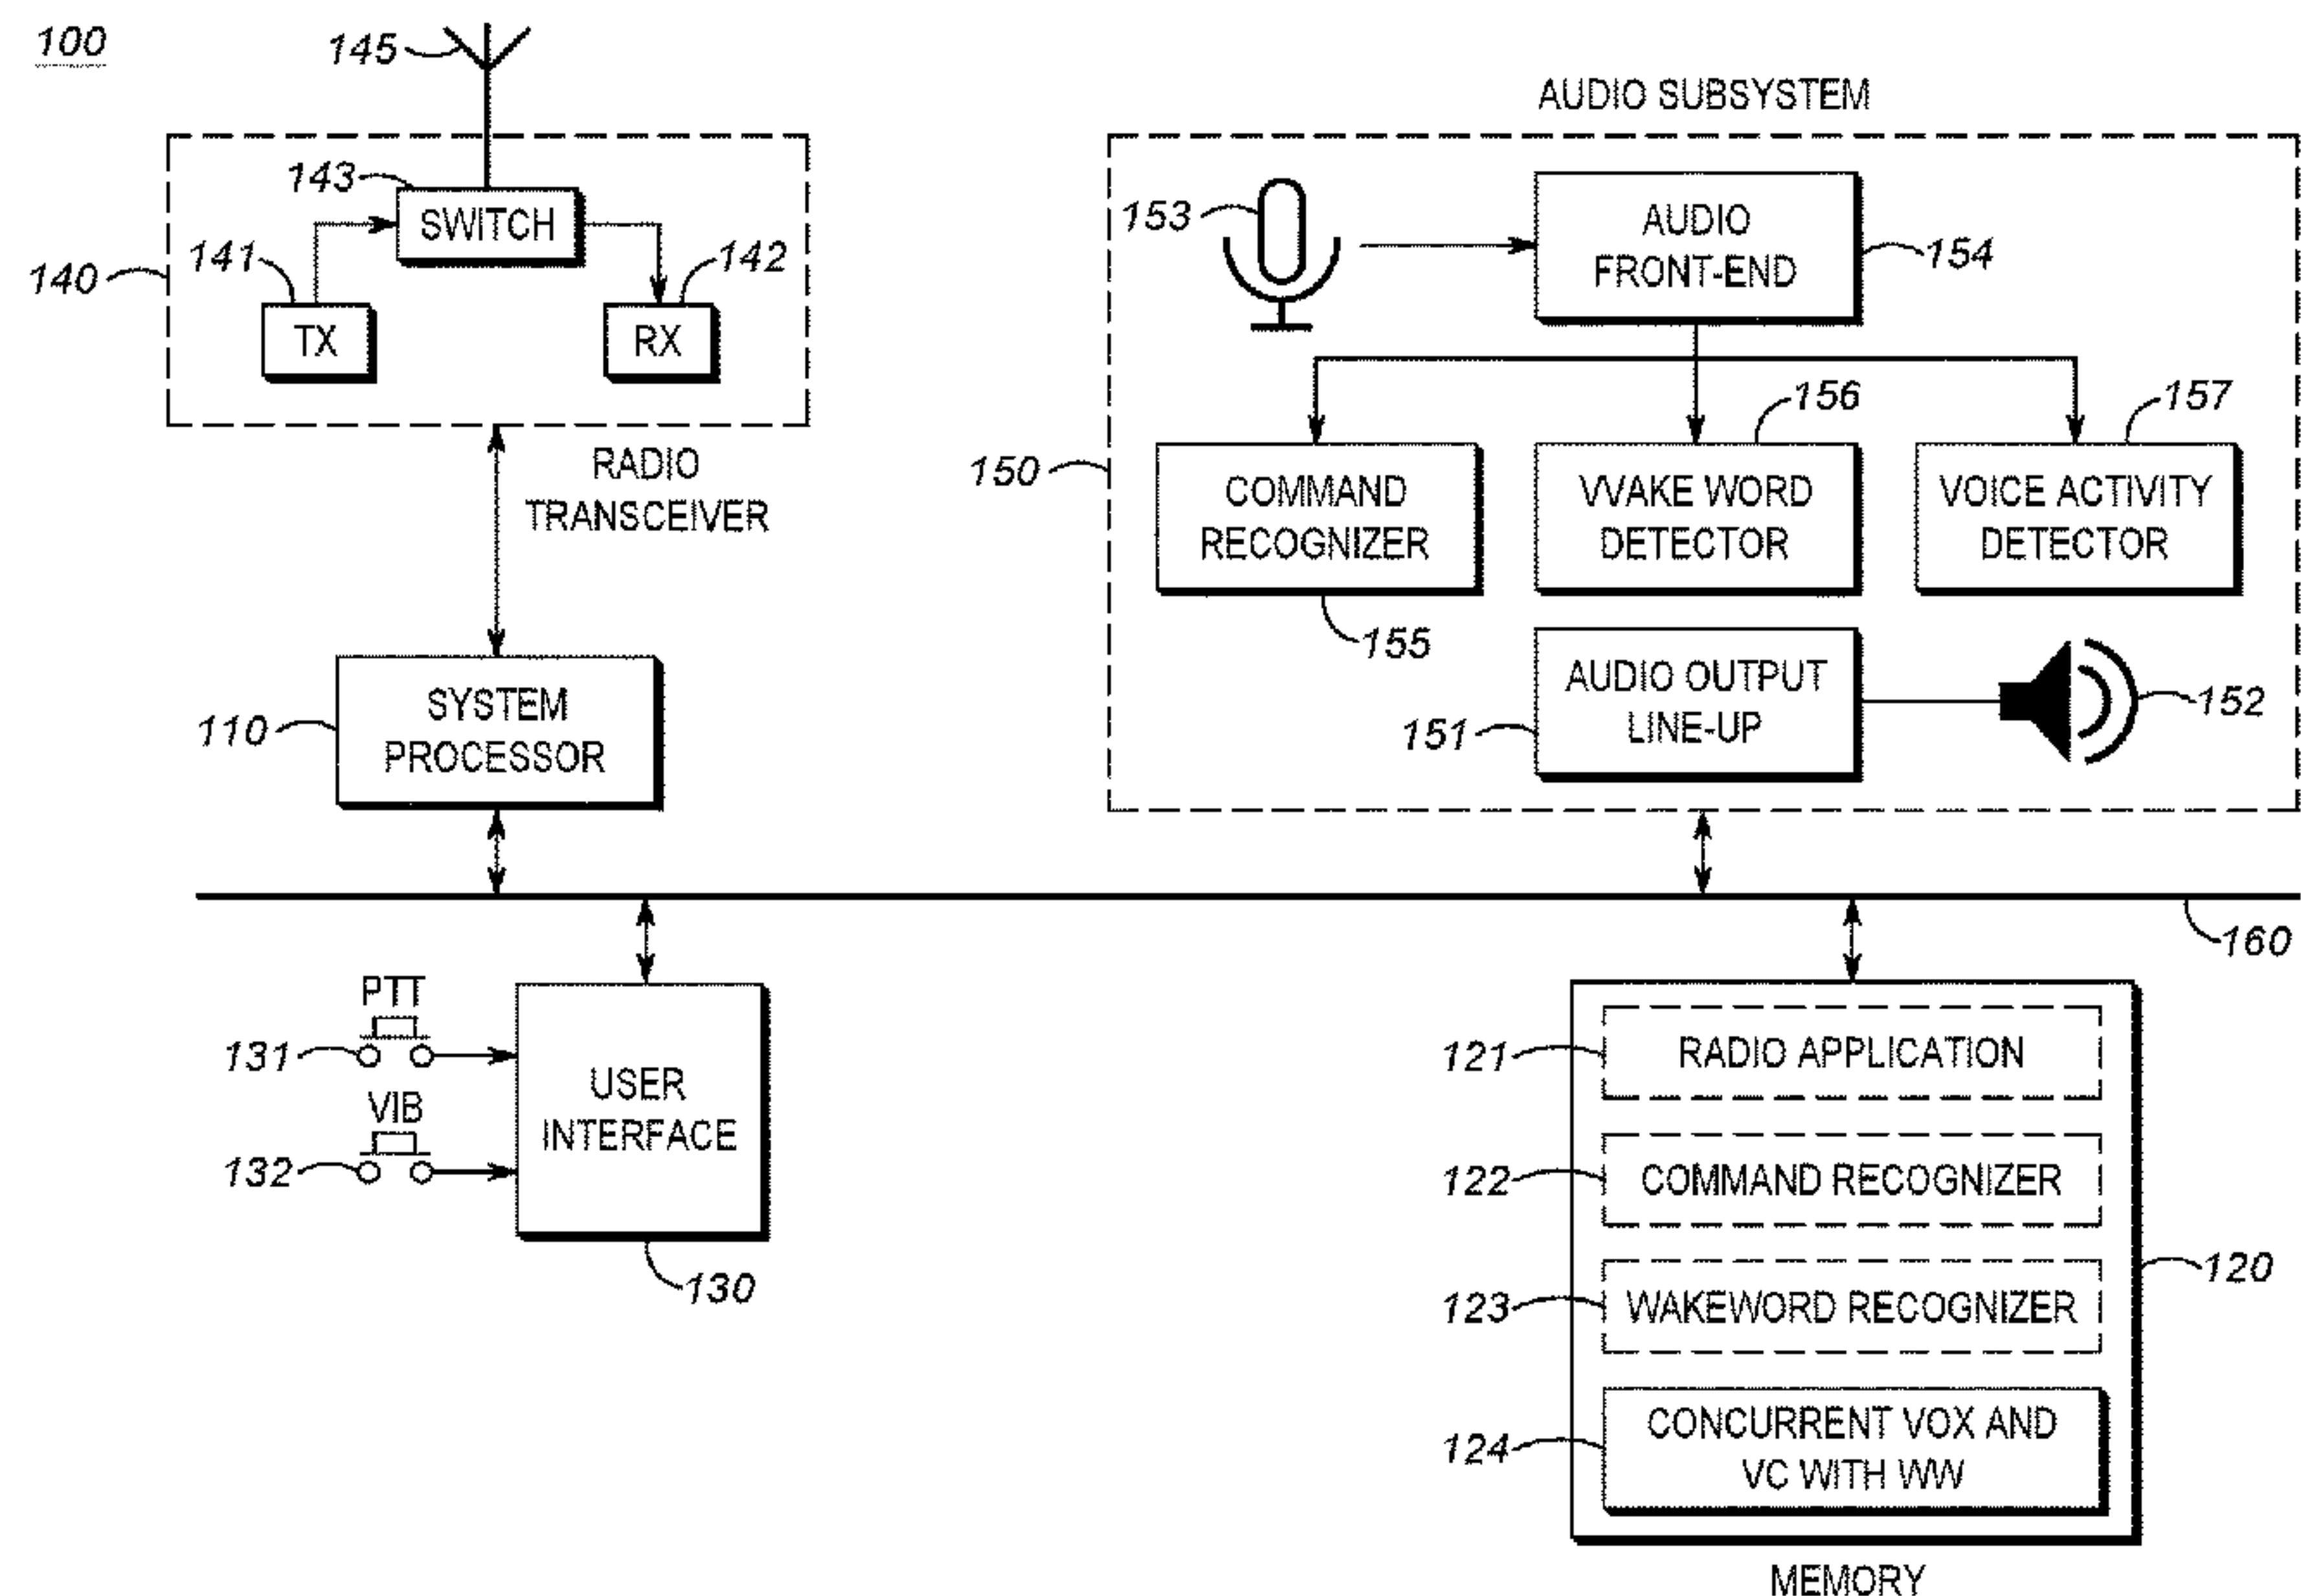 100
145
143
SWITCH
141
142
140
TX
RX
RADIO
TRANSCEIVER
SYSTEM
PROCESSOR
110
AUDIO SUBSYSTEM
153
AUDIO
FRONT-END
154
156
157
150
COMMAND
RECOGNIZER
WAKE WORD
DETECTOR
VOICE ACTIVITY
DETECTOR
155
AUDIO OUTPUT
LINE-UP
151
152
160
PTT
131
VIB
132
USER
INTERFACE
130
121
RADIO APPLICATION
122
COMMAND RECOGNIZER
123
WAKEWORD RECOGNIZER
120
124
CONCURRENT VOX AND
VC WITH WW
MEMORY